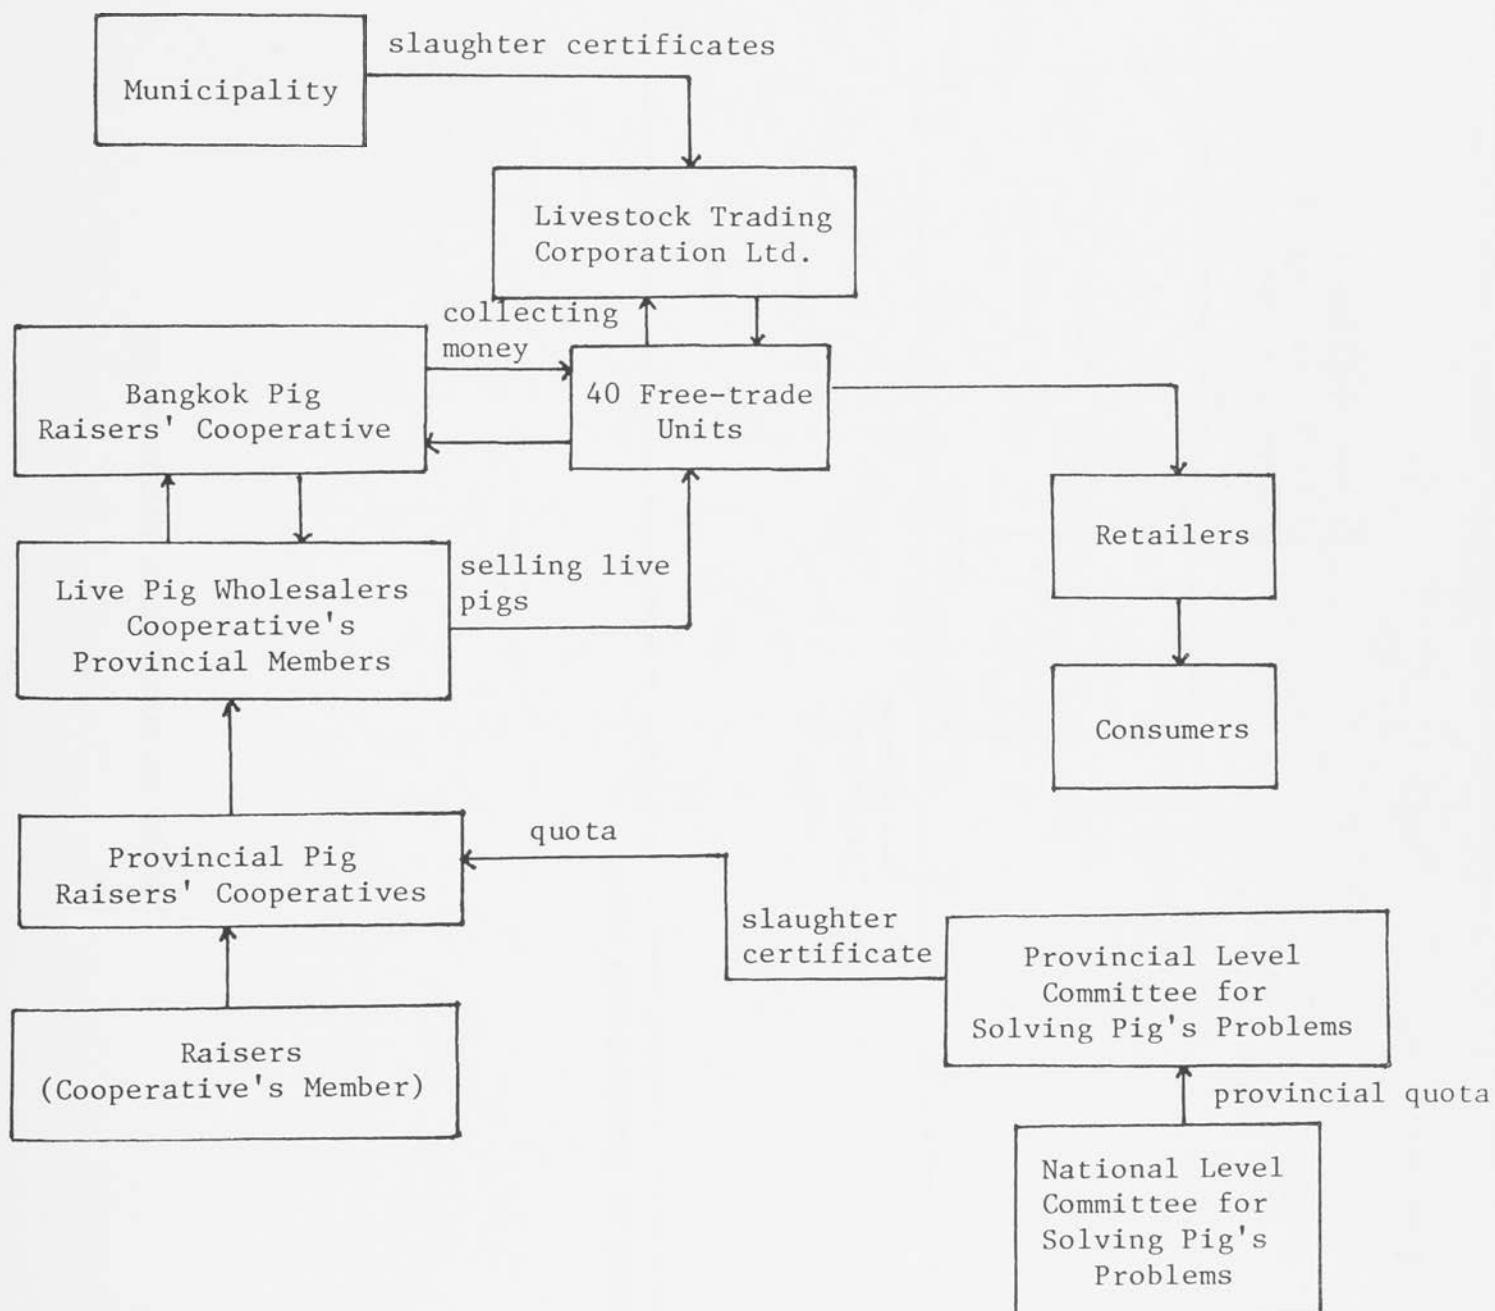 slaughter certificates
Municipality
Livestock Trading
Corporation Ltd.
collecting
money
Bangkok Pig
Raisers' Cooperative
40 Free-trade
Units
Retailers
selling live
pigs
Live Pig Wholesalers
Cooperative's
Provincial Members
Consumers
quota
Provincial Pig
Raisers' Cooperatives
slaughter
certificate
Provincial Level
Committee for
Solving Pig's Problems
Raisers
(Cooperative's Member)
provincial quota
National Level
Committee for
Solving Pig's
Problems